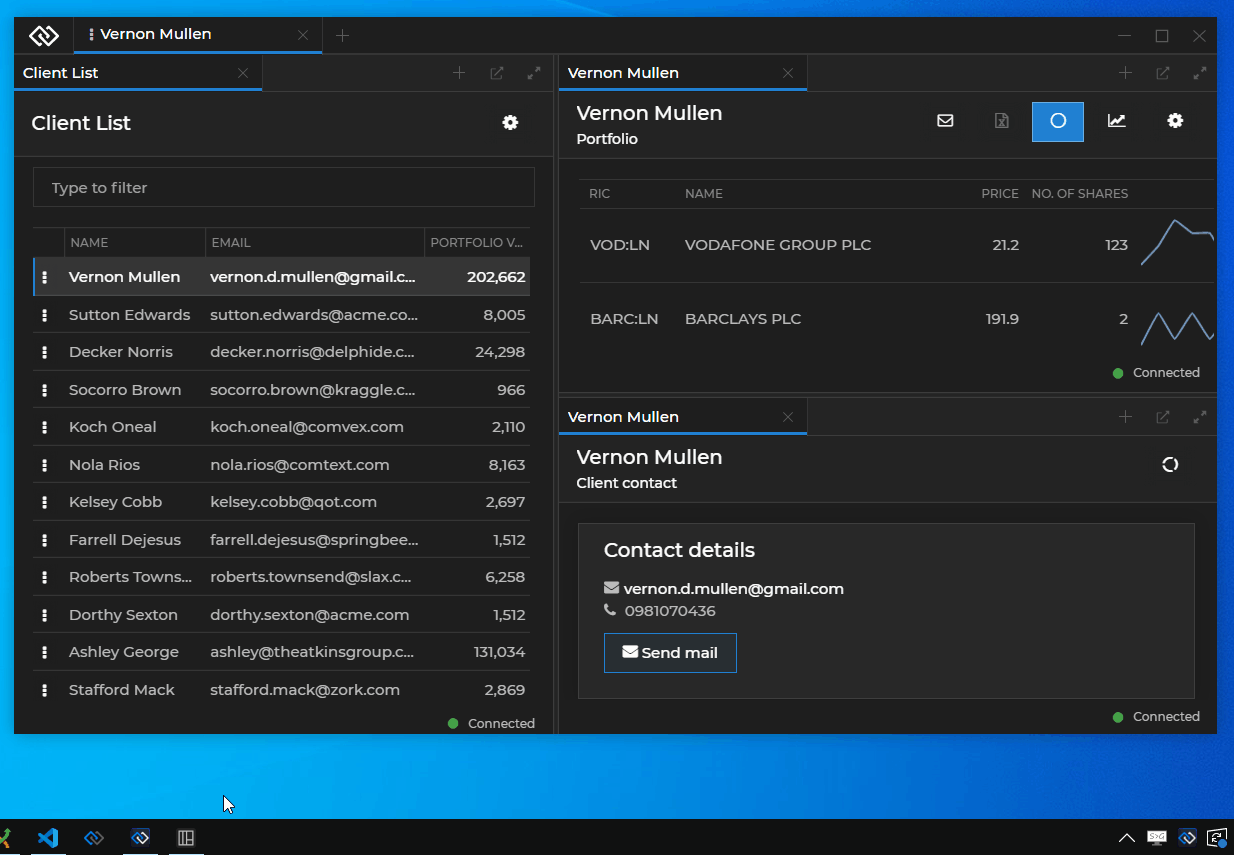 Vernon Mullen
Client List
Client List
Type to filter
NAME EMAIL PORTFOLIO V...
Vernon Mullen vernon.d.mullen@gmail.c... 202,662
Sutton Edwards sutton.edwards@acme.co... 8,005
Decker Norris decker.norris@delphide.c... 24,298
Socorro Brown socorro.brown@kraggle.c... 966
Koch Oneal koch.oneal@comvex.com 2,110
Nola Rios nola.rios@comtext.com 8,163
Kelsey Cobb kelsey.cobb@qot.com 2,697
Farrell Dejesus farrell.dejesus@springbee... 1,512
Roberts Towns... roberts.townsend@slax.c... 6,258
Dorthy Sexton dorthy.sexton@acme.com 1,512
Ashley George ashley@theatkinsgroup.c... 131,034
Stafford Mack stafford.mack@zork.com 2,869
Connected
Vernon Mullen
Vernon Mullen
Portfolio
RIC NAME PRICE NO. OF SHARES
VOD:LN VODAFONE GROUP PLC 21.2 123
BARC:LN BARCLAYS PLC 191.9 2
Connected
Vernon Mullen
Vernon Mullen
Client contact
Contact details
vernon.d.mullen@gmail.com
0981070436
Send mail
Connected